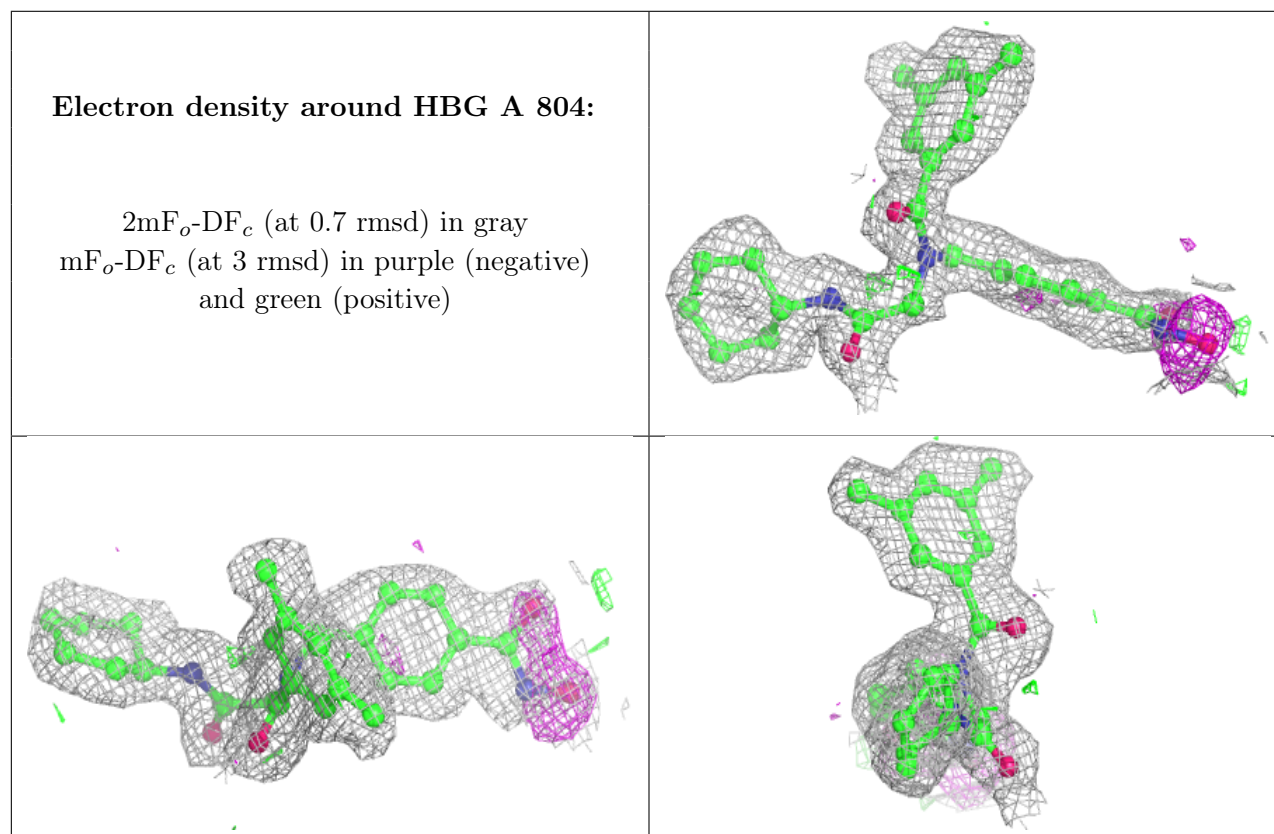 Electron density around HBG A 804:
2mFo-DFc (at 0.7 rmsd) in gray
mFo-DFc (at 3 rmsd) in purple (negative)
and green (positive)